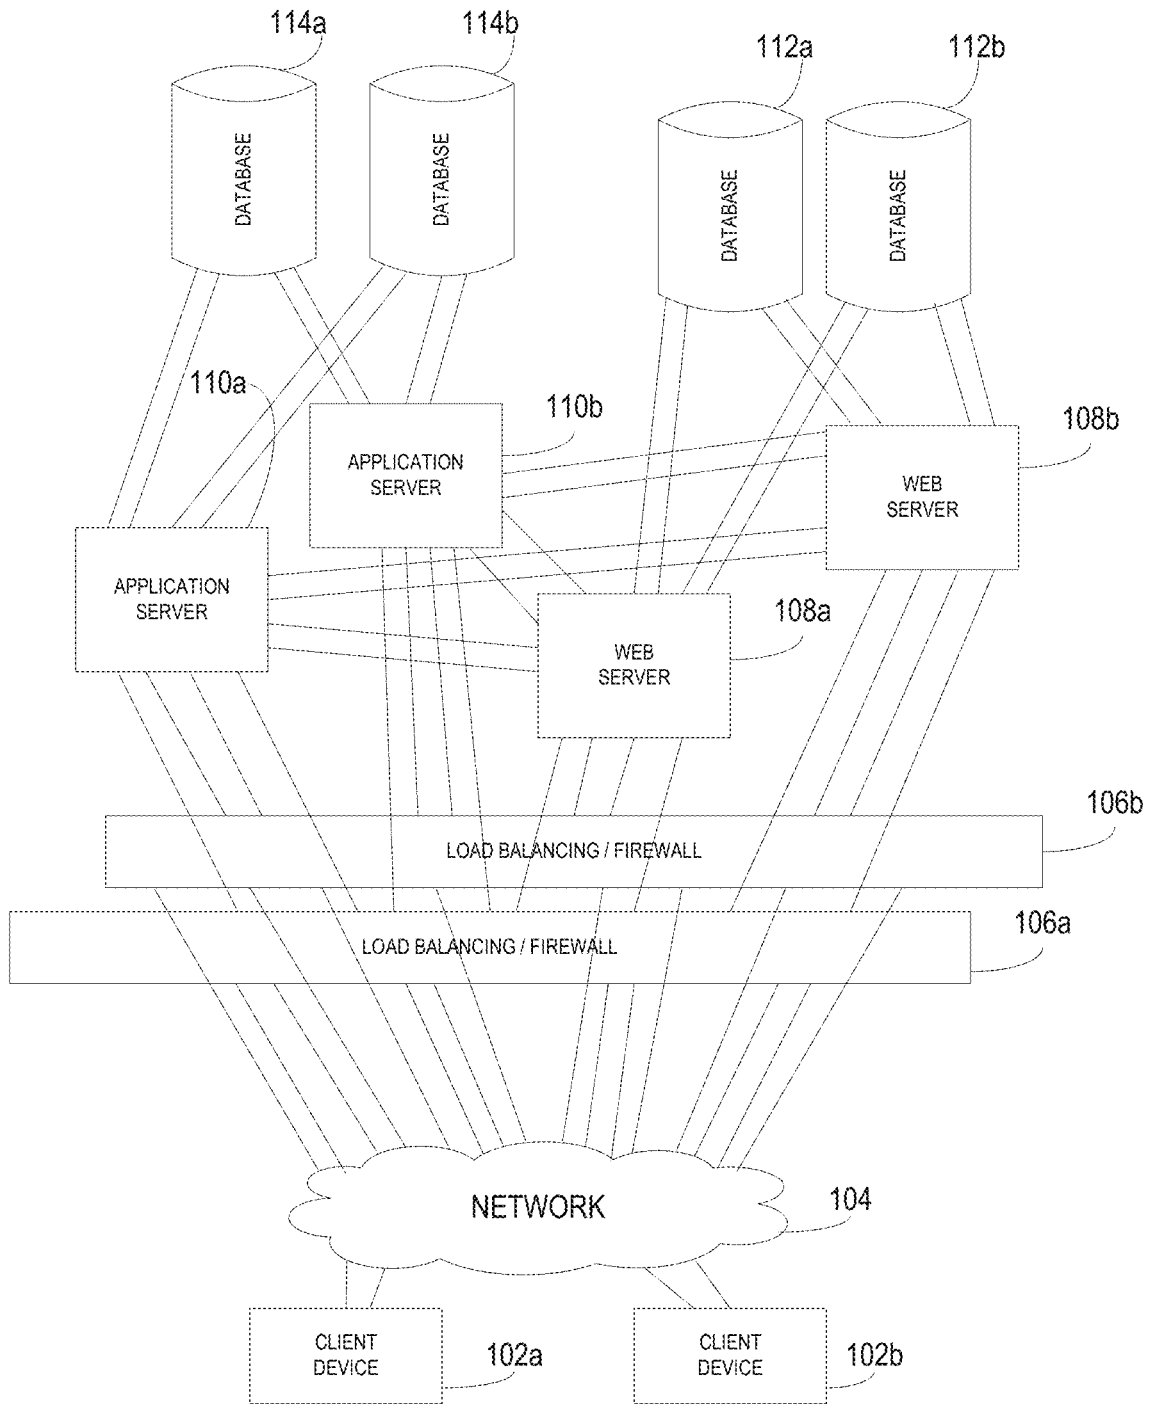 114a
114b
112a
112b
DATABASE
DATABASE
DATABASE
DATABASE
110a
110b
108b
APPLICATION
SERVER
WEB
SERVER
APPLICATION
SERVER
108a
WEB
SERVER
106b
LOAD BALANCING / FIREWALL
106a
LOAD BALANCING / FIREWALL
NETWORK
104
CLIENT
DEVICE
102a
CLIENT
DEVICE
102b